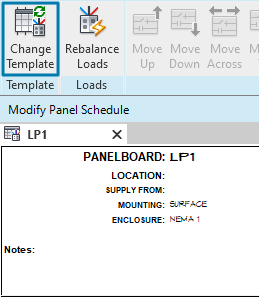 Change Template
Rebalance Loads
Move Up
Move Down
Move Across
Template
Loads
Modify Panel Schedule
LP1
PANELBOARD: LP1
LOCATION:
SUPPLY FROM:
MOUNTING: SURFACE
ENCLOSURE: NEMA 1
Notes: